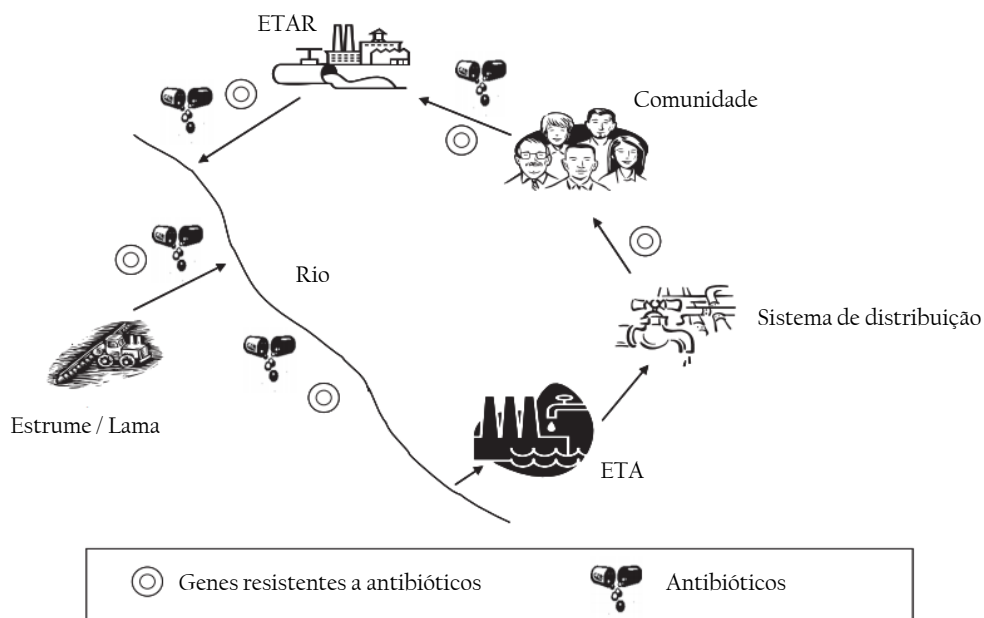 ETAR
Comunidade
Rio
Sistema de distribuição
Estrume / Lama
ETA
Genes resistentes a antibióticos
Antibióticos